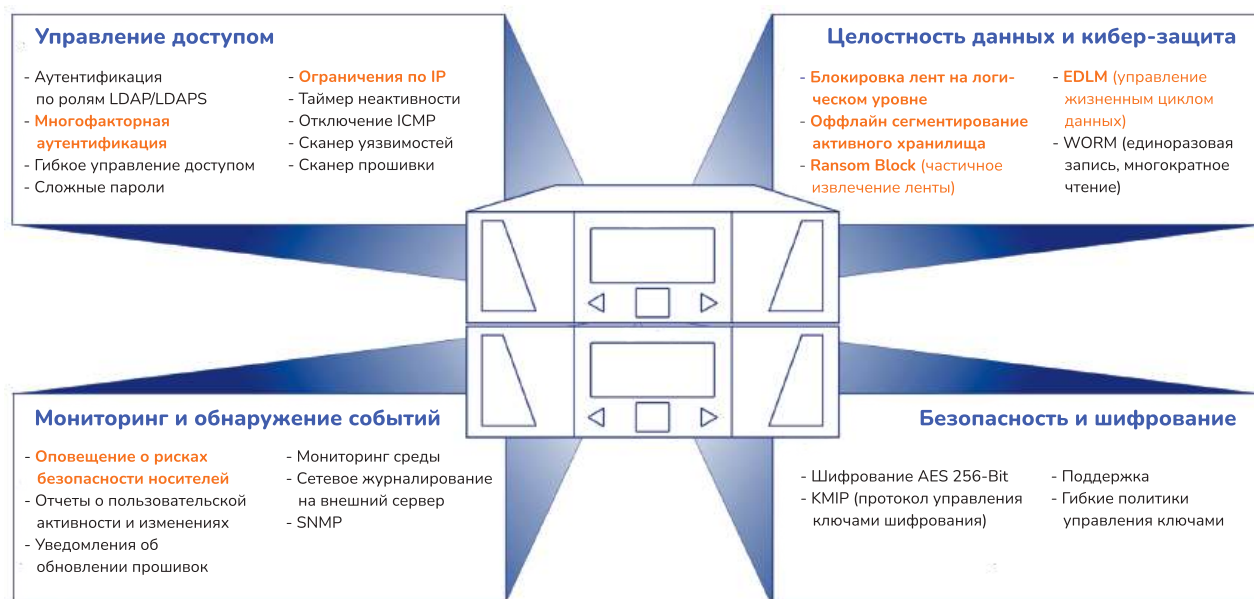 Управление доступом
- Аутентификация
по ролям LDAP/LDAPS
- Многофакторная
аутентификация
- Гибкое управление доступом
- Сложные пароли
- Ограничения по IP
- Таймер неактивности
- Отключение ICMP
- Сканер уязвимостей
- Сканер прошивки
Целостность данных и кибер-защита
- Блокировка лент на логи-
ческом уровне
- Оффлайн сегментирование
активного хранилища
- Ransom Block (частичное
извлечение ленты)
- EDLM (управление
жизненным циклом
данных)
- WORM (единоразовая
запись, многократное
чтение)
Мониторинг и обнаружение событий
- Оповещение о рисках
безопасности носителей
- Отчеты о пользовательской
активности и изменениях
- Уведомления об
обновлении прошивок
- Мониторинг среды
- Сетевое журналирование
на внешний сервер
- SNMP
Безопасность и шифрование
- Шифрование AES 256-Bit
- KMIP (протокол управления
ключами шифрования)
- Поддержка
- Гибкие политики
управления ключами